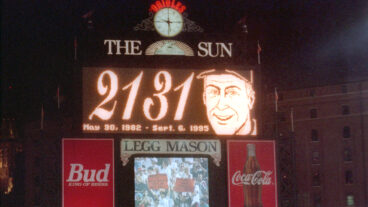 ORIOLES
THE SUN
2131
May 30, 1982 - Sept. 6, 1995
LEGG MASON
Bud
KING OF BEERS
Coca-Cola